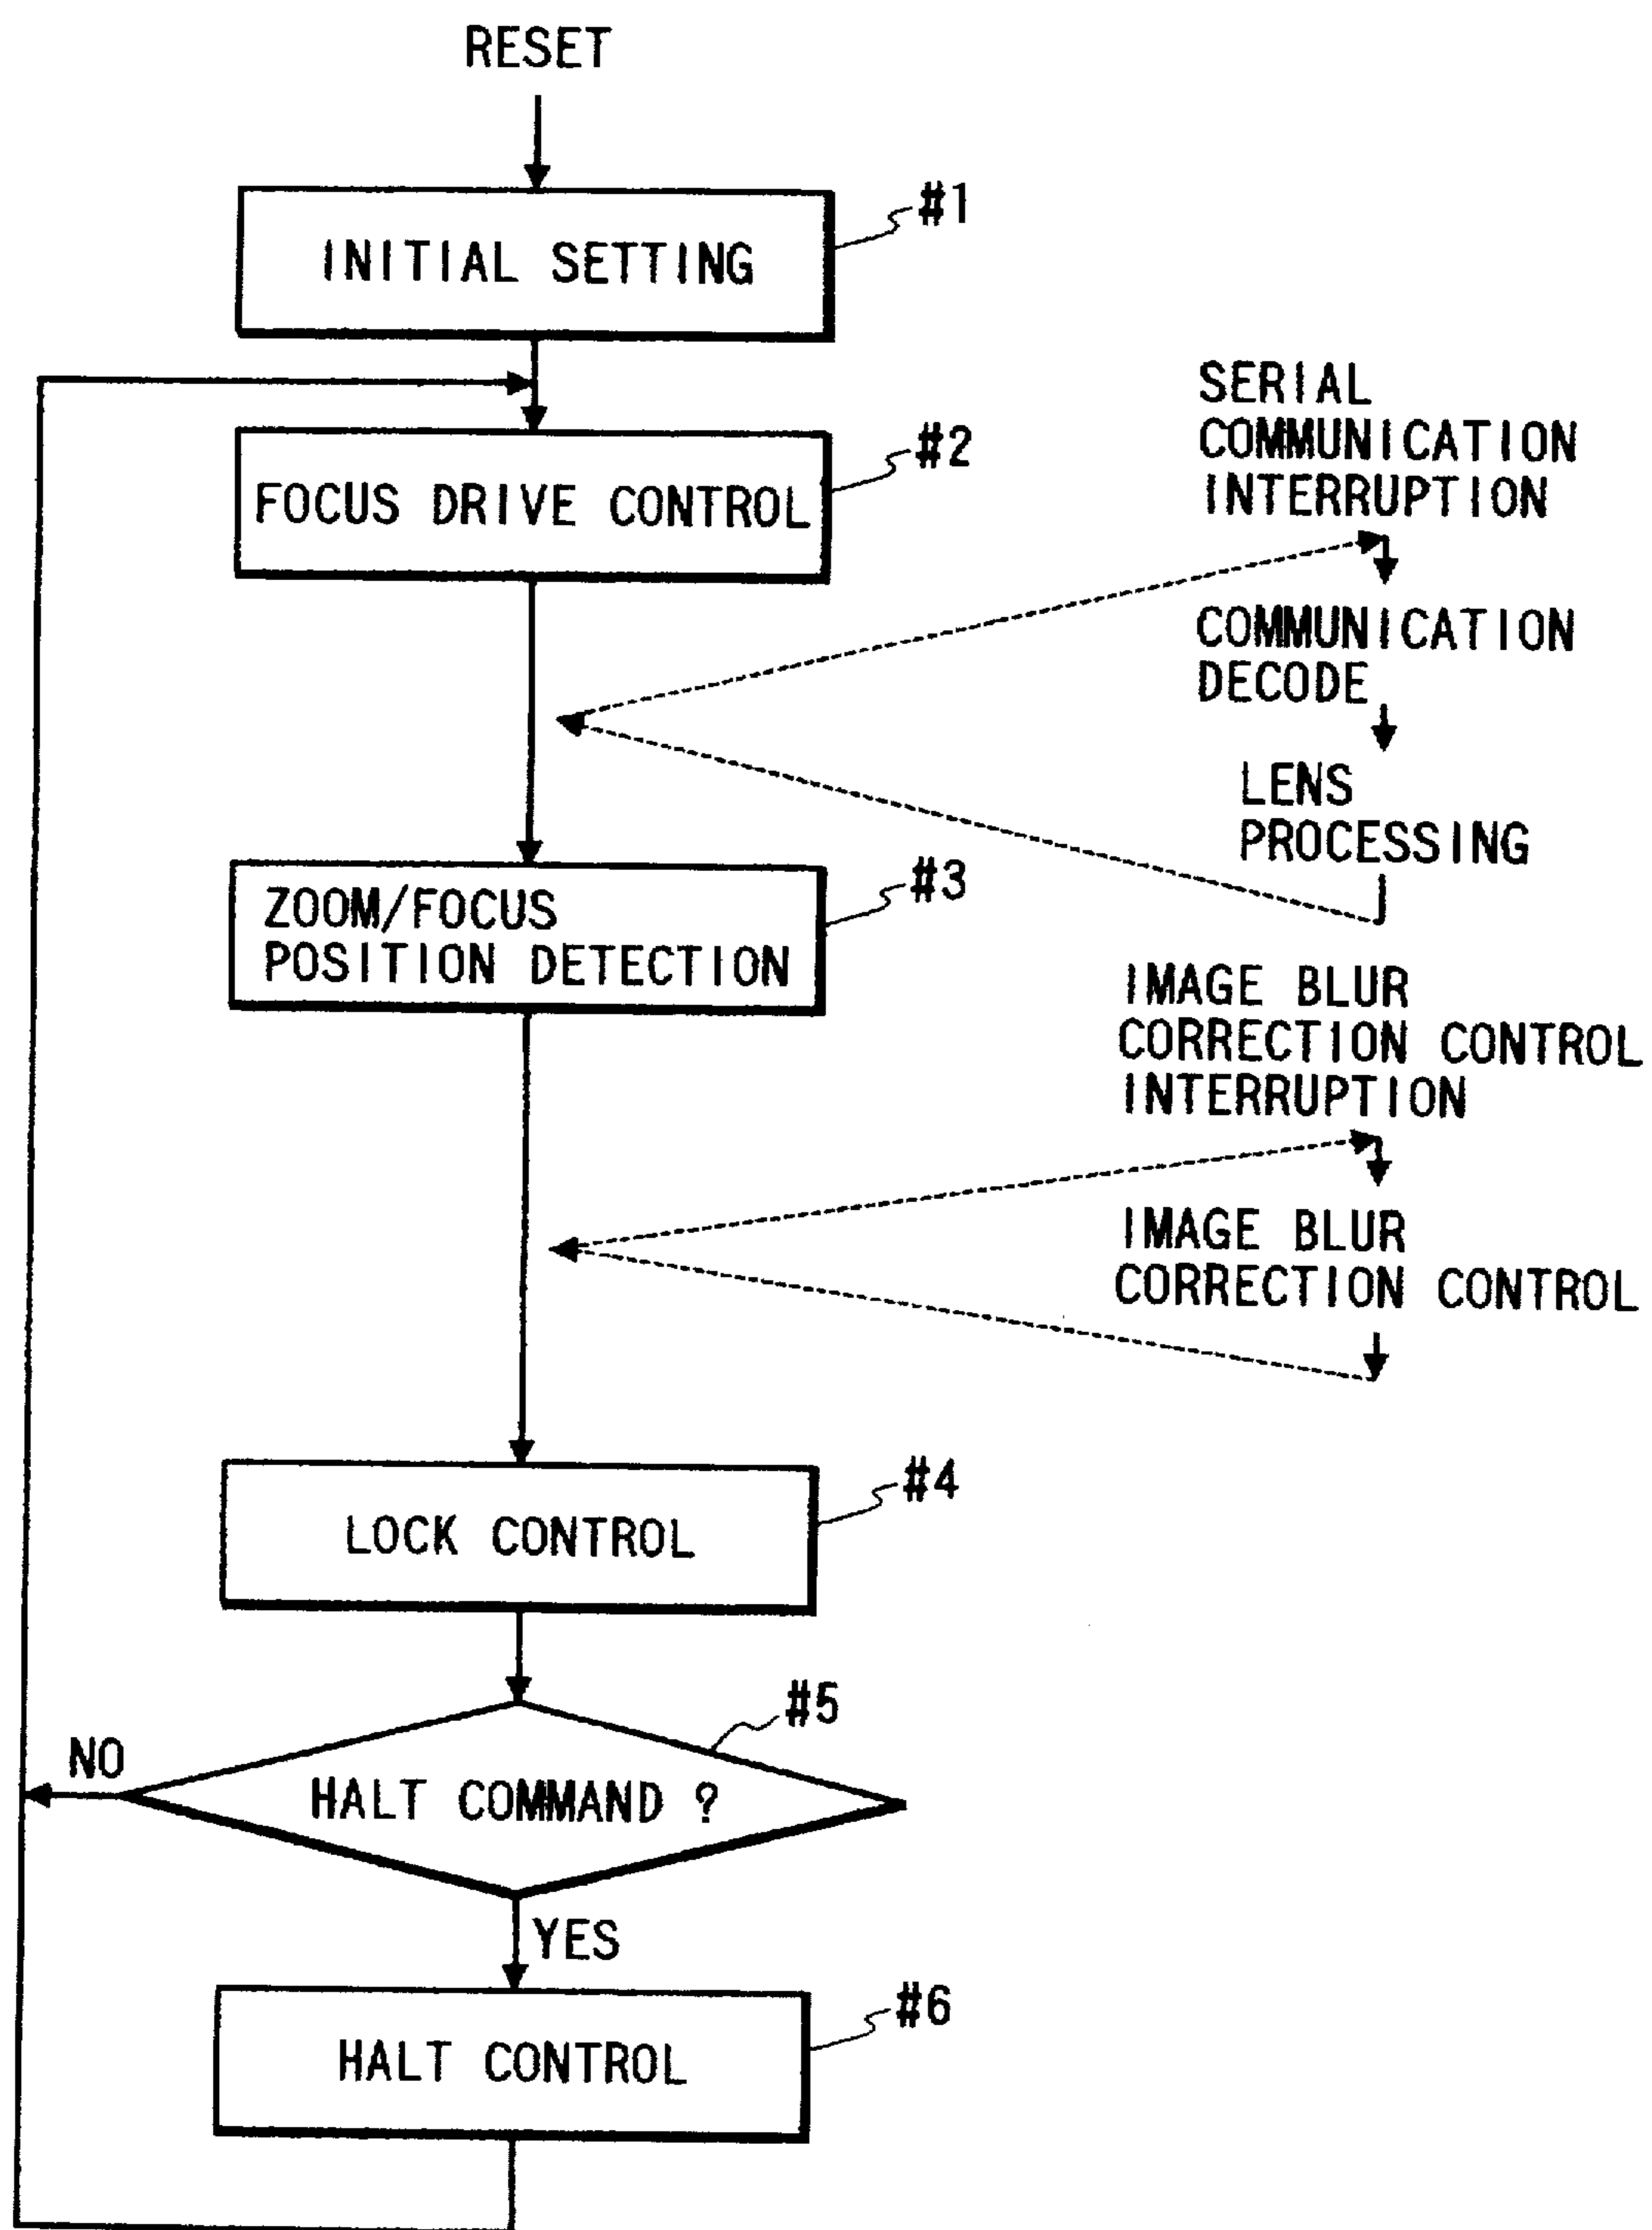 RESET
#1
INITIAL SETTING
#2
FOCUS DRIVE CONTROL
SERIAL
COMMUNICATION
INTERRUPTION
COMMUNICATION
DECODE
LENS
PROCESSING
#3
ZOOM/FOCUS
POSITION DETECTION
IMAGE BLUR
CORRECTION CONTROL
INTERRUPTION
IMAGE BLUR
CORRECTION CONTROL
#4
LOCK CONTROL
#5
NO
HALT COMMAND ?
YES
#6
HALT CONTROL